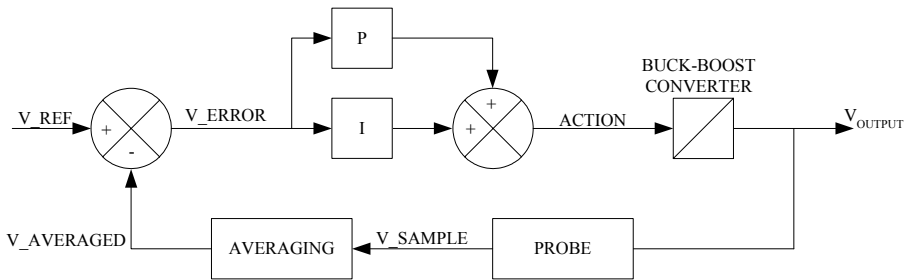 P
BUCK-BOOST
CONVERTER
V_REF
+
-
V_ERROR
I
+
+
ACTION
V_OUTPUT
V_AVERAGED
AVERAGING
V_SAMPLE
PROBE